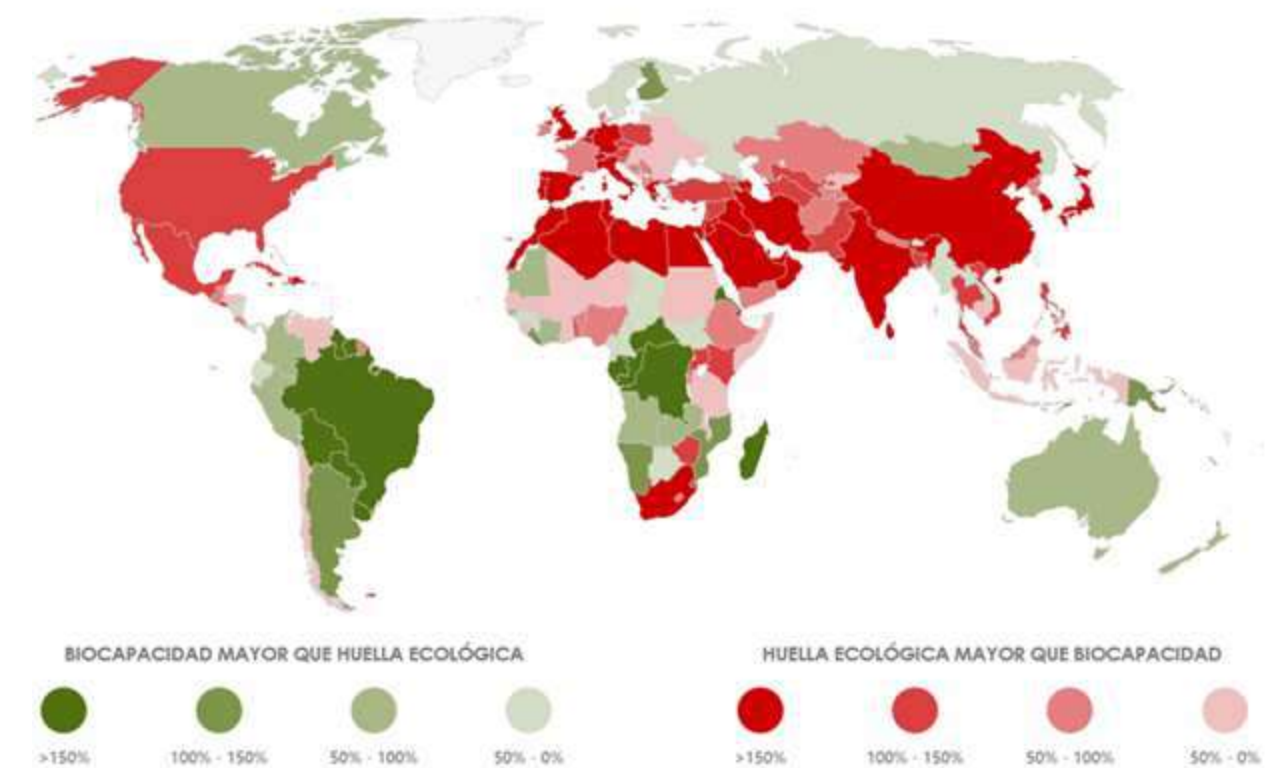 BIOCAPACIDAD MAYOR QUE HUELLA ECOLÓGICA
>150%
100% - 150%
50% - 100%
50% - 0%
HUELLA ECOLÓGICA MAYOR QUE BIOCAPACIDAD
>150%
100% - 150%
50% - 100%
50% - 0%